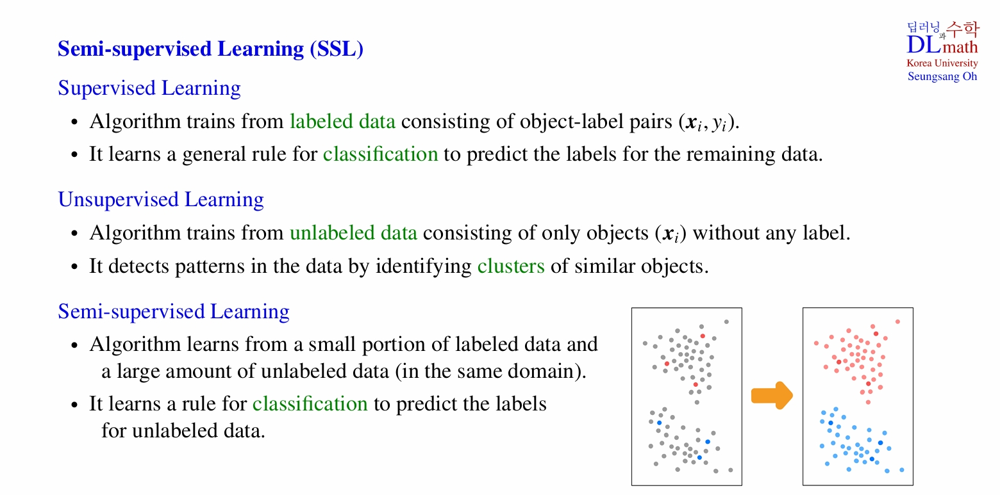 Semi-supervised Learning (SSL)
딥러닝과수학
DLmath
Korea University
Seungsang Oh
Supervised Learning
• Algorithm trains from labeled data consisting of object-label pairs (xᵢ, yᵢ).
• It learns a general rule for classification to predict the labels for the remaining data.
Unsupervised Learning
• Algorithm trains from unlabeled data consisting of only objects (xᵢ) without any label.
• It detects patterns in the data by identifying clusters of similar objects.
Semi-supervised Learning
• Algorithm learns from a small portion of labeled data and
a large amount of unlabeled data (in the same domain).
• It learns a rule for classification to predict the labels
for unlabeled data.